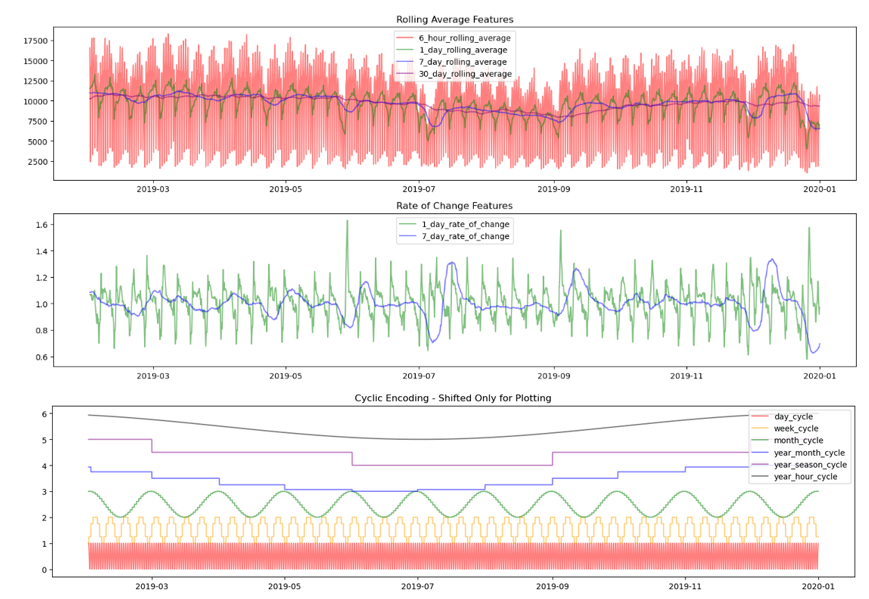 Rolling Average Features
6_hour_rolling_average
1_day_rolling_average
7_day_rolling_average
30_day_rolling_average
17500
15000
12500
10000
7500
5000
2500
2019-03 2019-05 2019-07 2019-09 2019-11 2020-01
Rate of Change Features
1_day_rate_of_change
7_day_rate_of_change
1.6
1.4
1.2
1.0
0.8
0.6
2019-03 2019-05 2019-07 2019-09 2019-11 2020-01
Cyclic Encoding - Shifted Only for Plotting
day_cycle
week_cycle
month_cycle
year_month_cycle
year_season_cycle
year_hour_cycle
6
5
4
3
2
1
0
2019-03 2019-05 2019-07 2019-09 2019-11 2020-01